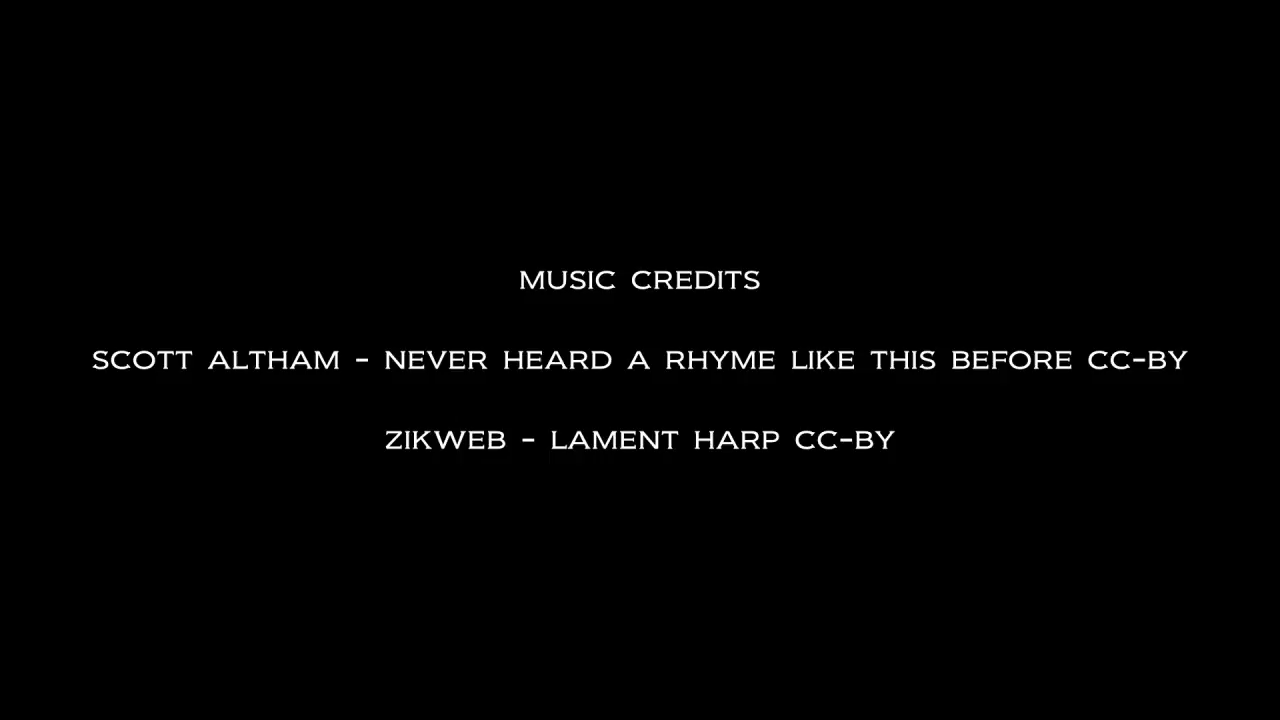 MUSIC CREDITS
SCOTT ALTHAM - NEVER HEARD A RHYME LIKE THIS BEFORE CC-BY
ZIKWEB - LAMENT HARP CC-BY